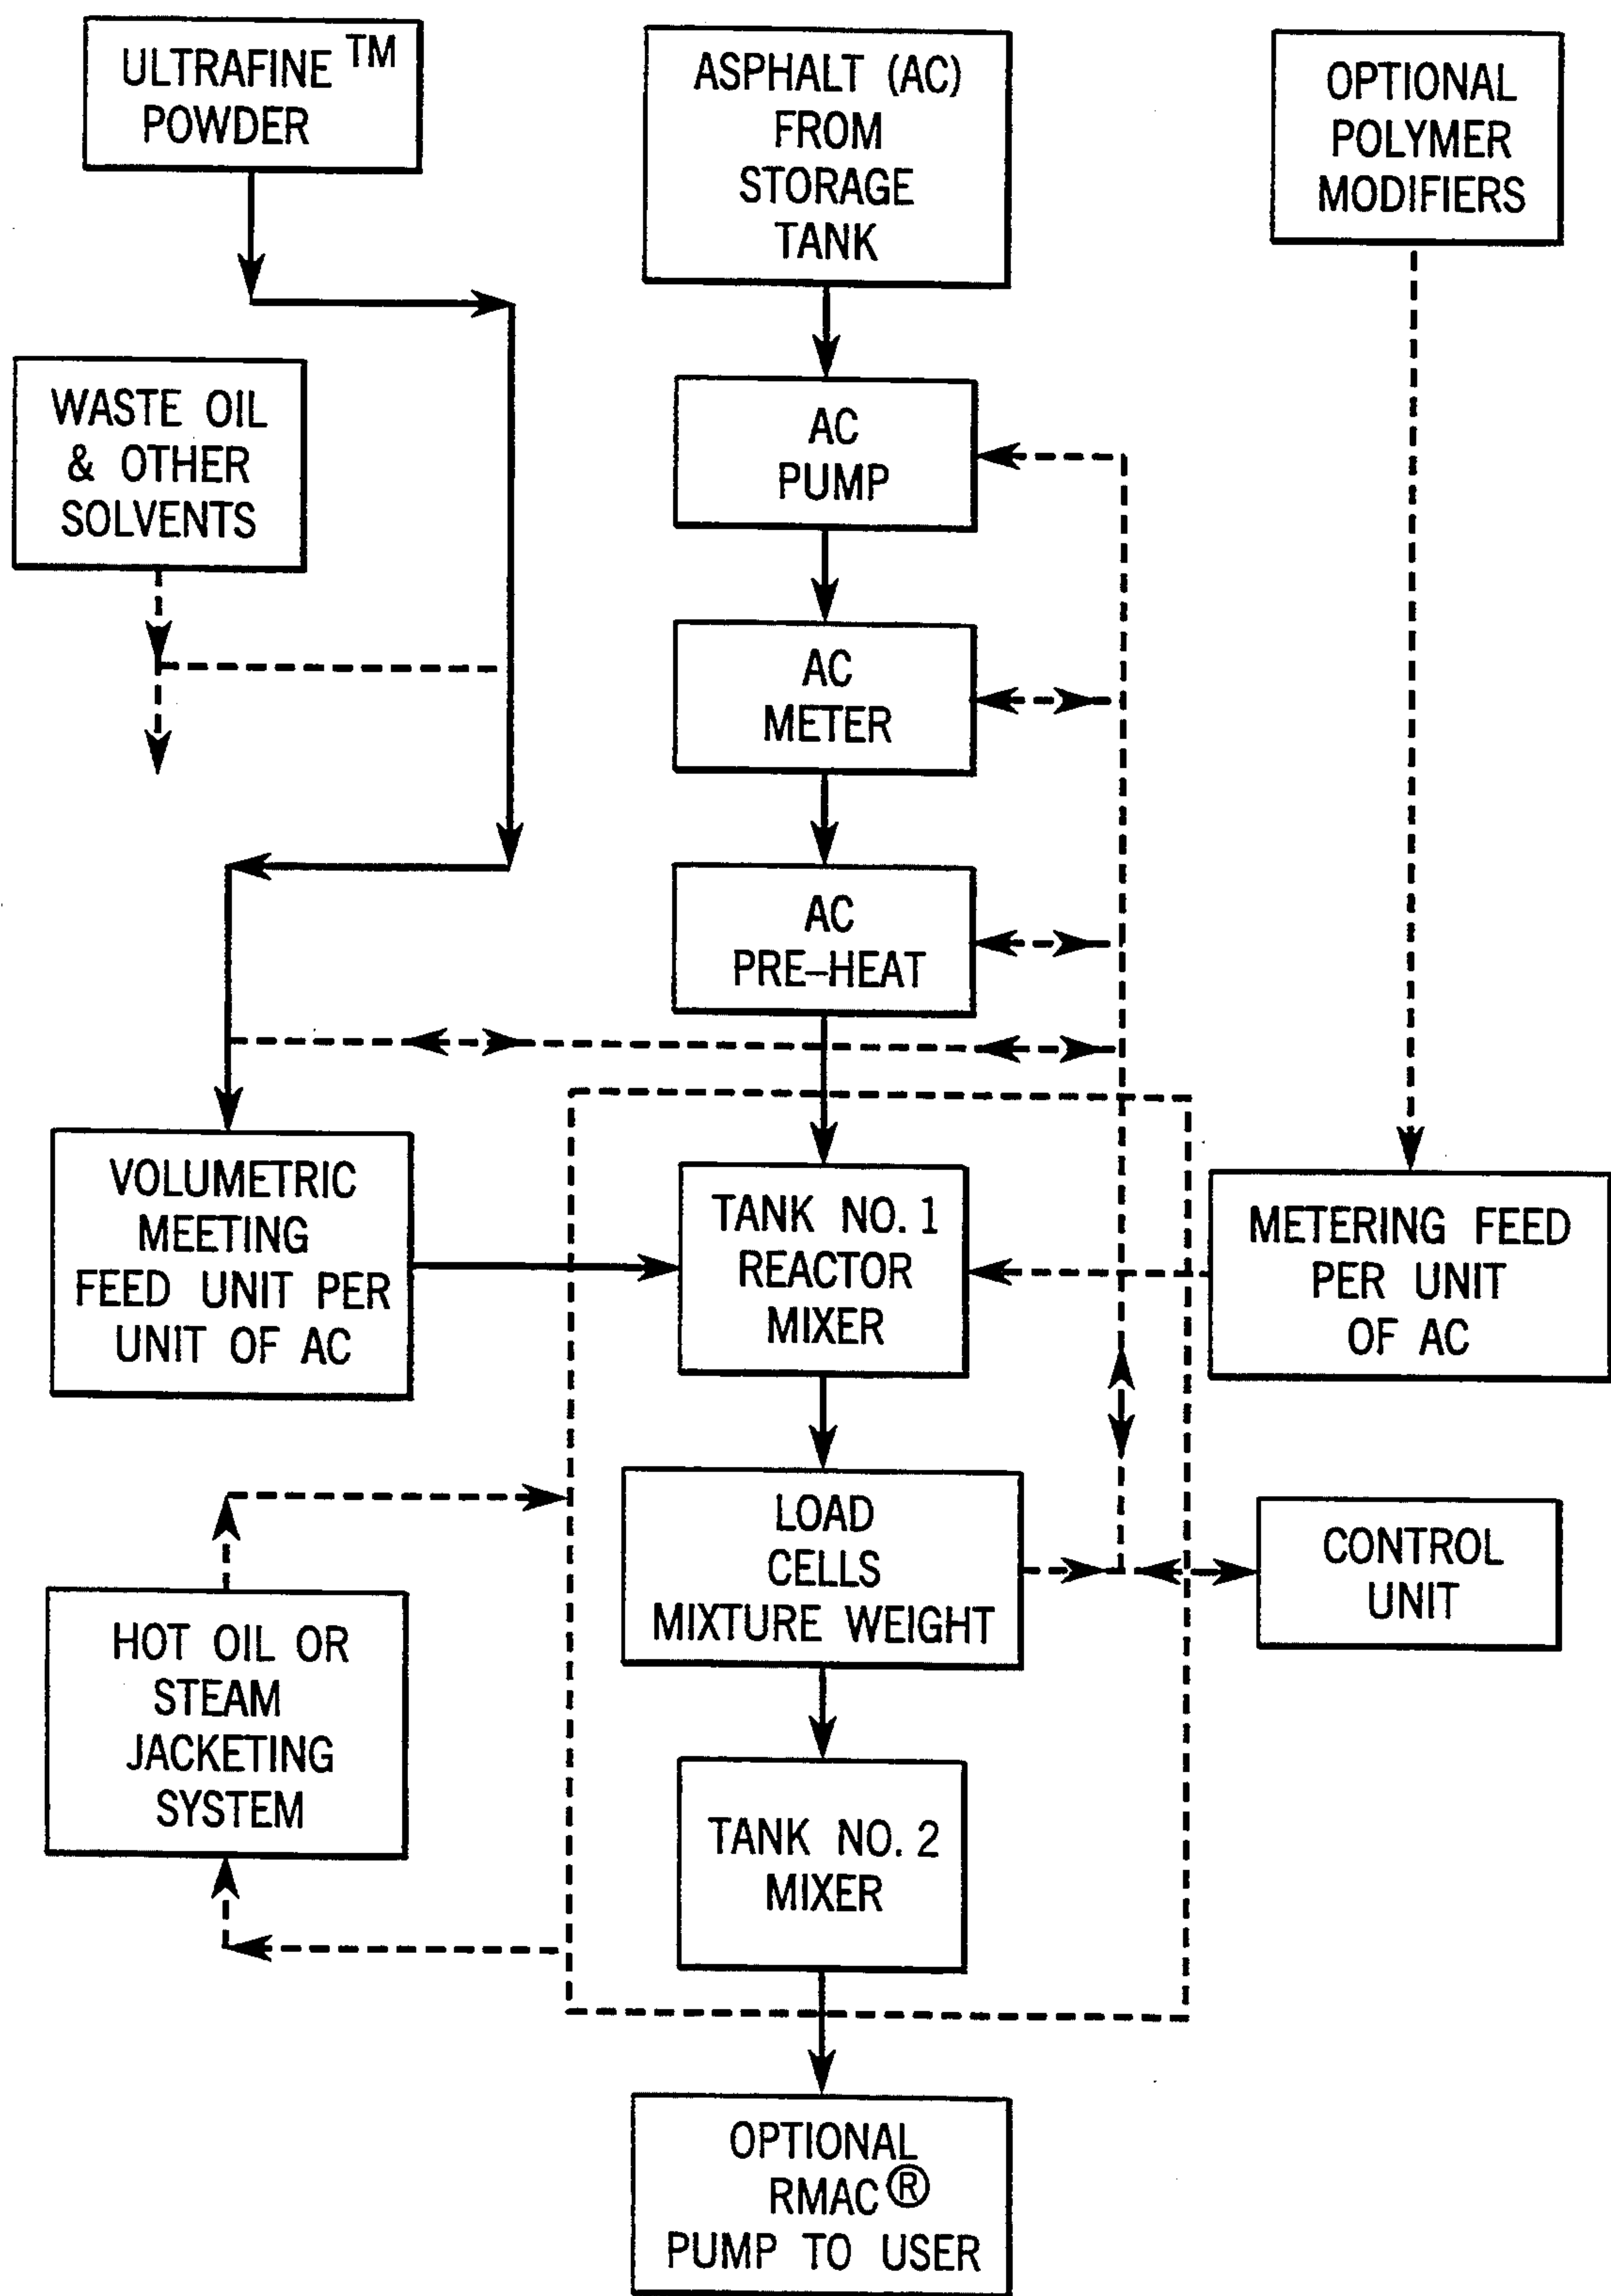 ULTRAFINE™
POWDER
ASPHALT (AC)
FROM
STORAGE
TANK
OPTIONAL
POLYMER
MODIFIERS
WASTE OIL
& OTHER
SOLVENTS
AC
PUMP
AC
METER
AC
PRE-HEAT
VOLUMETRIC
MEETING
FEED UNIT PER
UNIT OF AC
TANK NO. 1
REACTOR
MIXER
METERING FEED
PER UNIT
OF AC
LOAD
CELLS
MIXTURE WEIGHT
CONTROL
UNIT
HOT OIL OR
STEAM
JACKETING
SYSTEM
TANK NO. 2
MIXER
OPTIONAL
RMAC®
PUMP TO USER